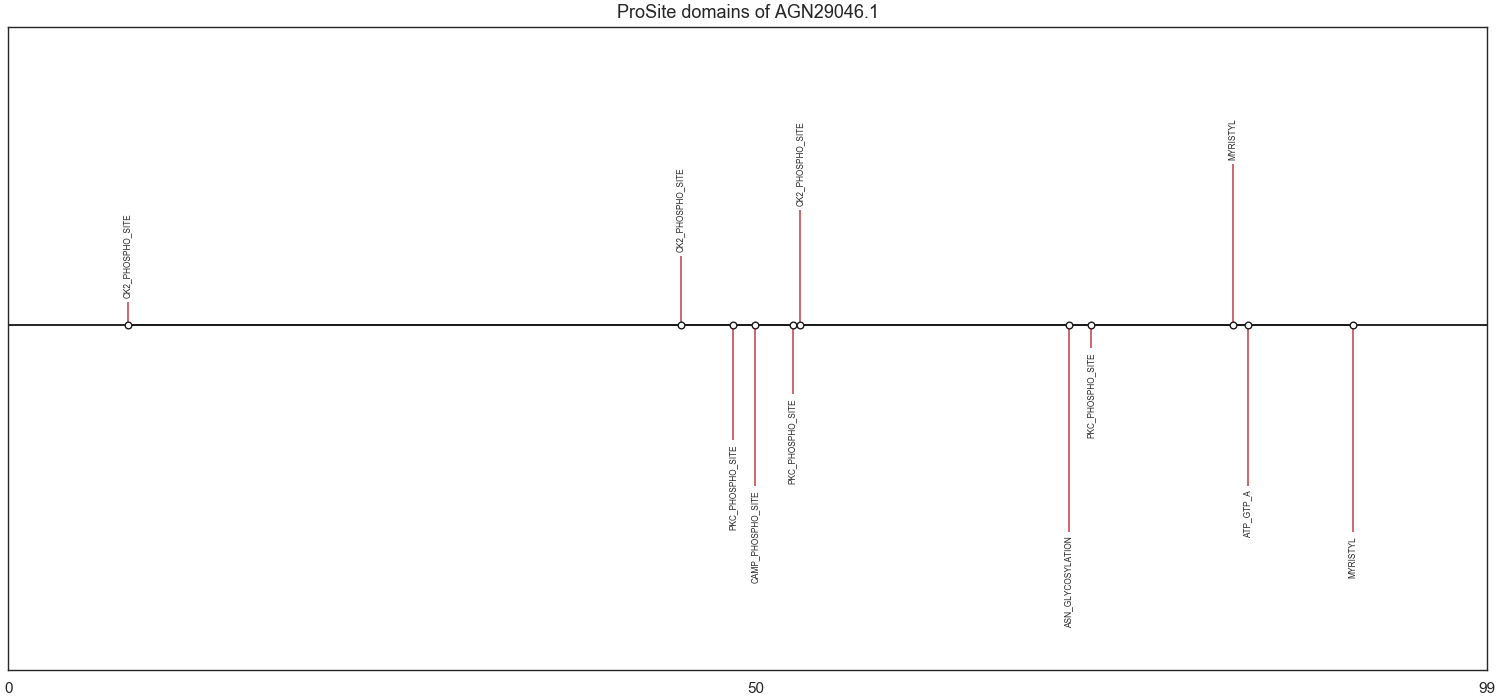 ProSite domains of AGN29046.1
MYRISTYL
CK2_PHOSPHO_SITE
CK2_PHOSPHO_SITE
CK2_PHOSPHO_SITE
PKC_PHOSPHO_SITE
PKC_PHOSPHO_SITE
PKC_PHOSPHO_SITE
CAMP_PHOSPHO_SITE
ATP_GTP_A
ASN_GLYCOSYLATION
MYRISTYL
0 50 99